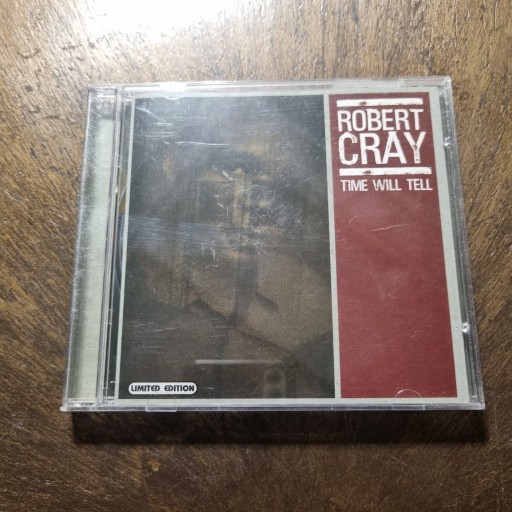 ROBERT
CRAY
TIME WILL TELL
LIMITED EDITION